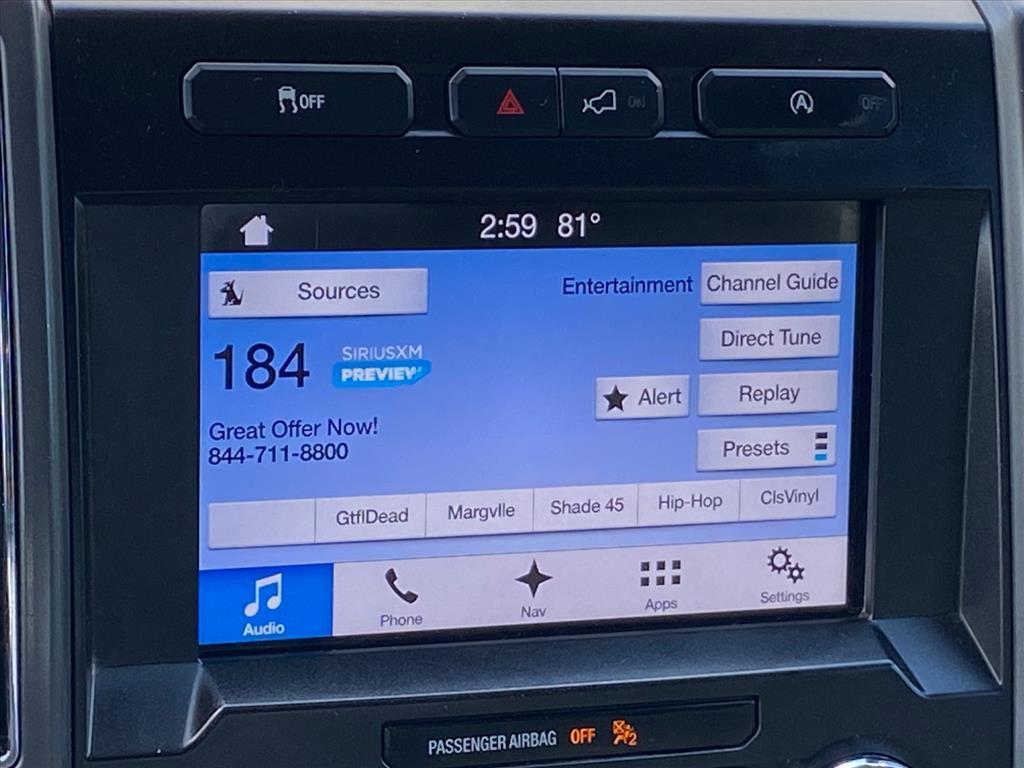 OFF
ON
A OFF
2:59 81°
Sources
Entertainment
Channel Guide
184
SIRIUSXM
PREVIEW
Direct Tune
Alert
Replay
Great Offer Now!
844-711-8800
Presets
GtflDead
Margvlle
Shade 45
Hip-Hop
ClsVinyl
Audio
Phone
Nav
Apps
Settings
PASSENGER AIRBAG OFF
2